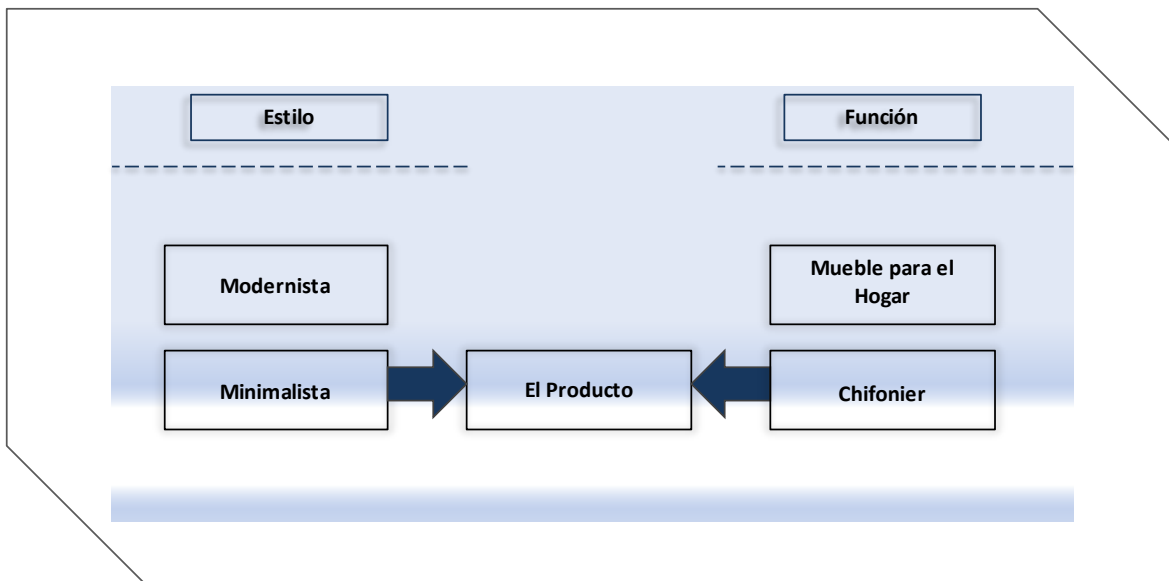 Estilo
Función
Modernista
Mueble para el
Hogar
Minimalista
El Producto
Chifonier